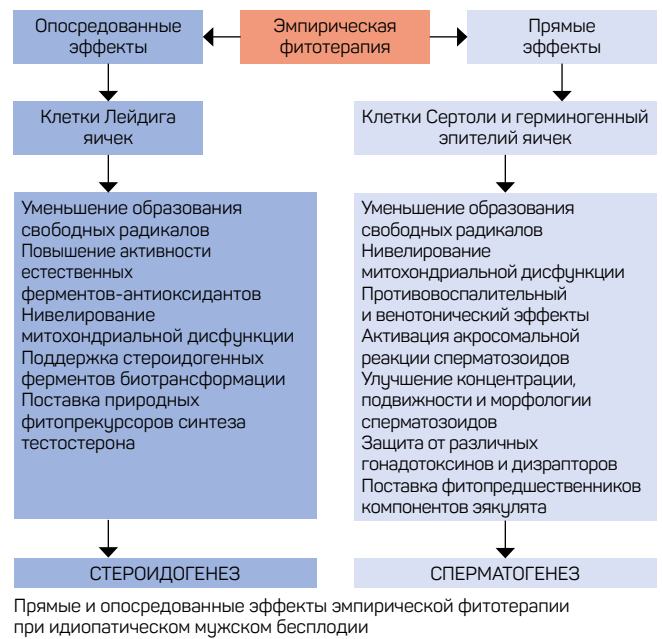 Опосредованные
эффекты
Эмпирическая
фитотерапия
Прямые
эффекты
Клетки Лейдига
яичек
Клетки Сертоли и герминогенный
эпителий яичек
Уменьшение образования
свободных радикалов
Повышение активности
естественных
ферментов-антиоксидантов
Нивелирование
митохондриальной дисфункции
Поддержка стероидогенных
ферментов биотрансформации
Поставка природных
фитопрекурсоров синтеза
тестостерона
Уменьшение образования
свободных радикалов
Нивелирование
митохондриальной дисфункции
Противовоспалительный
и венотонический эффекты
Активация акросомальной
реакции сперматозоидов
Улучшение концентрации,
подвижности и морфологии
сперматозоидов
Защита от различных
гонадотоксинов и дизрапторов
Поставка фитопредшественников
компонентов эякулята
СТЕРОИДОГЕНЕЗ
СПЕРМАТОГЕНЕЗ
Прямые и опосредованные эффекты эмпирической фитотерапии
при идиопатическом мужском бесплодии